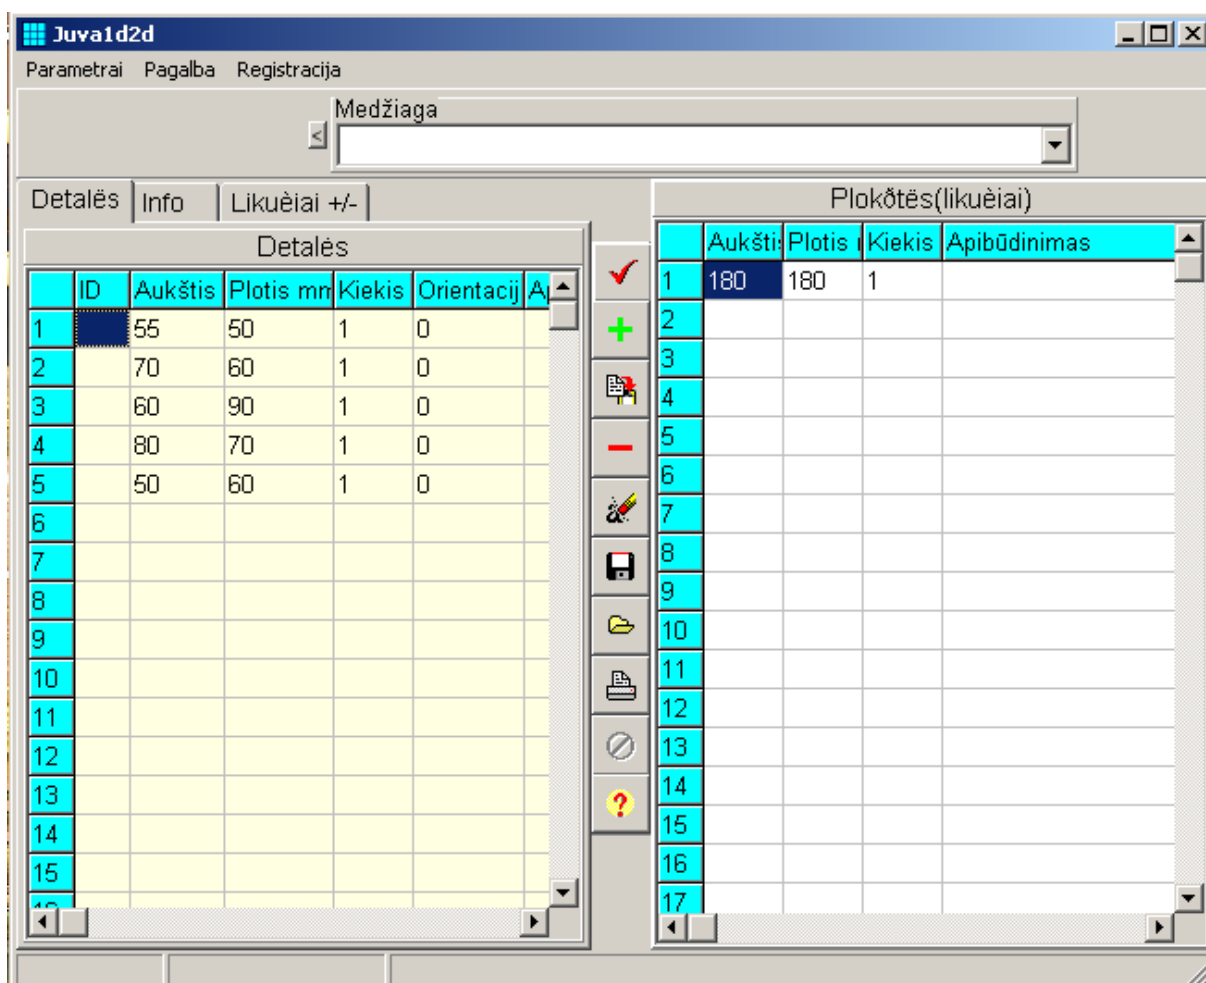 Juva1d2d
Parametrai Pagalba Registracija
Medžiaga
<
Detalës Info Likuèiai +/-
Plokðtës(likuèiai)
Detalės
Aukšti Plotis Kiekis Apibūdinimas
1 180 180 1
2
3
4
5
6
7
8
9
10
11
12
13
14
15
16
17
ID Aukštis Plotis mm Kiekis Orientacij
1 55 50 1 0
2 70 60 1 0
3 60 90 1 0
4 80 70 1 0
5 50 60 1 0
6
7
8
9
10
11
12
13
14
15